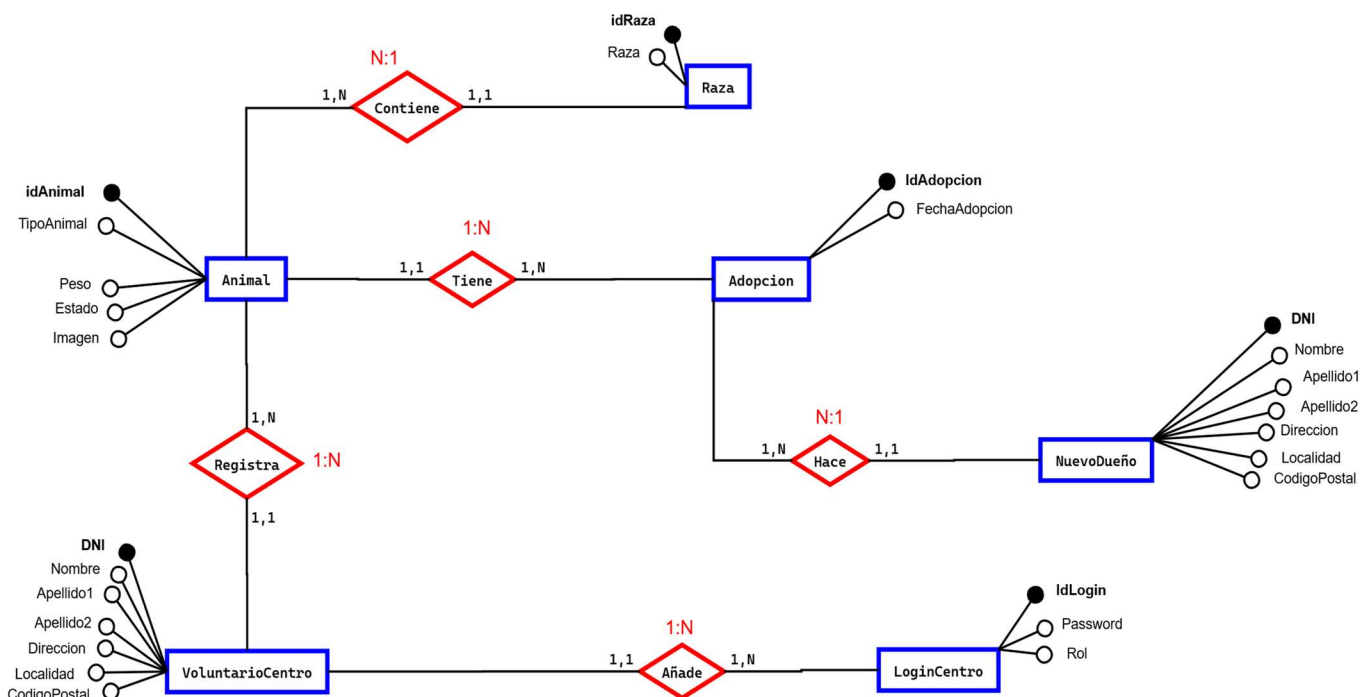 idRaza
Raza
N:1
Raza
1,N
Contiene
1,1
idAnimal
TipoAnimal
Peso
Estado
Imagen
Animal
1:N
1,1
Tiene
1,N
IdAdopcion
FechaAdopcion
Adopcion
DNI
Nombre
Apellido1
Apellido2
Direccion
Localidad
CodigoPostal
N:1
1,N
Hace
1,1
NuevoDueño
1,N
Registra
1:N
1,1
DNI
Nombre
Apellido1
Apellido2
Direccion
Localidad
CodigoPostal
VoluntarioCentro
1:N
1,1
Añade
1,N
IdLogin
Password
Rol
LoginCentro